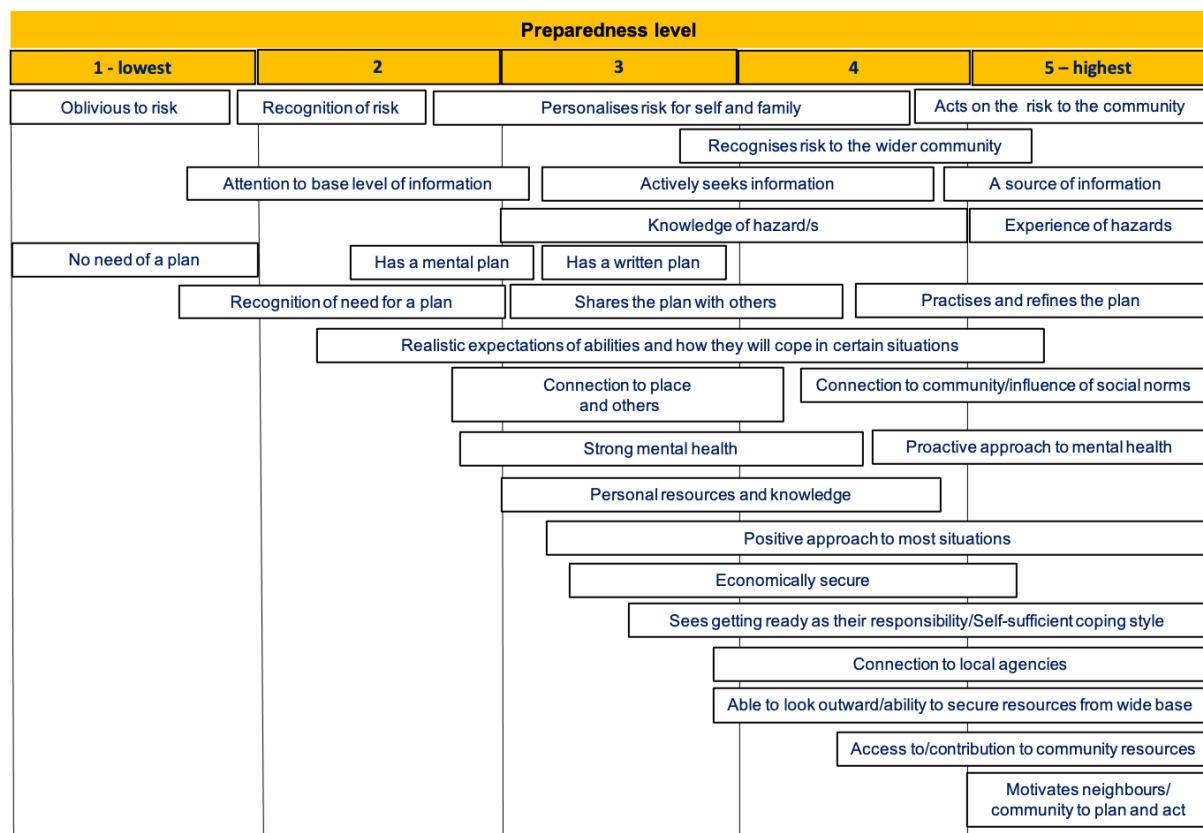 Preparedness level
1 - lowest
2
3
4
5 – highest
Oblivious to risk
Recognition of risk
Personalises risk for self and family
Acts on the risk to the community
Recognises risk to the wider community
Attention to base level of information
Actively seeks information
A source of information
Knowledge of hazard/s
Experience of hazards
No need of a plan
Has a mental plan
Has a written plan
Recognition of need for a plan
Shares the plan with others
Practises and refines the plan
Realistic expectations of abilities and how they will cope in certain situations
Connection to place
and others
Connection to community/influence of social norms
Strong mental health
Proactive approach to mental health
Personal resources and knowledge
Positive approach to most situations
Economically secure
Sees getting ready as their responsibility/Self-sufficient coping style
Connection to local agencies
Able to look outward/ability to secure resources from wide base
Access to/contribution to community resources
Motivates neighbours/
community to plan and act